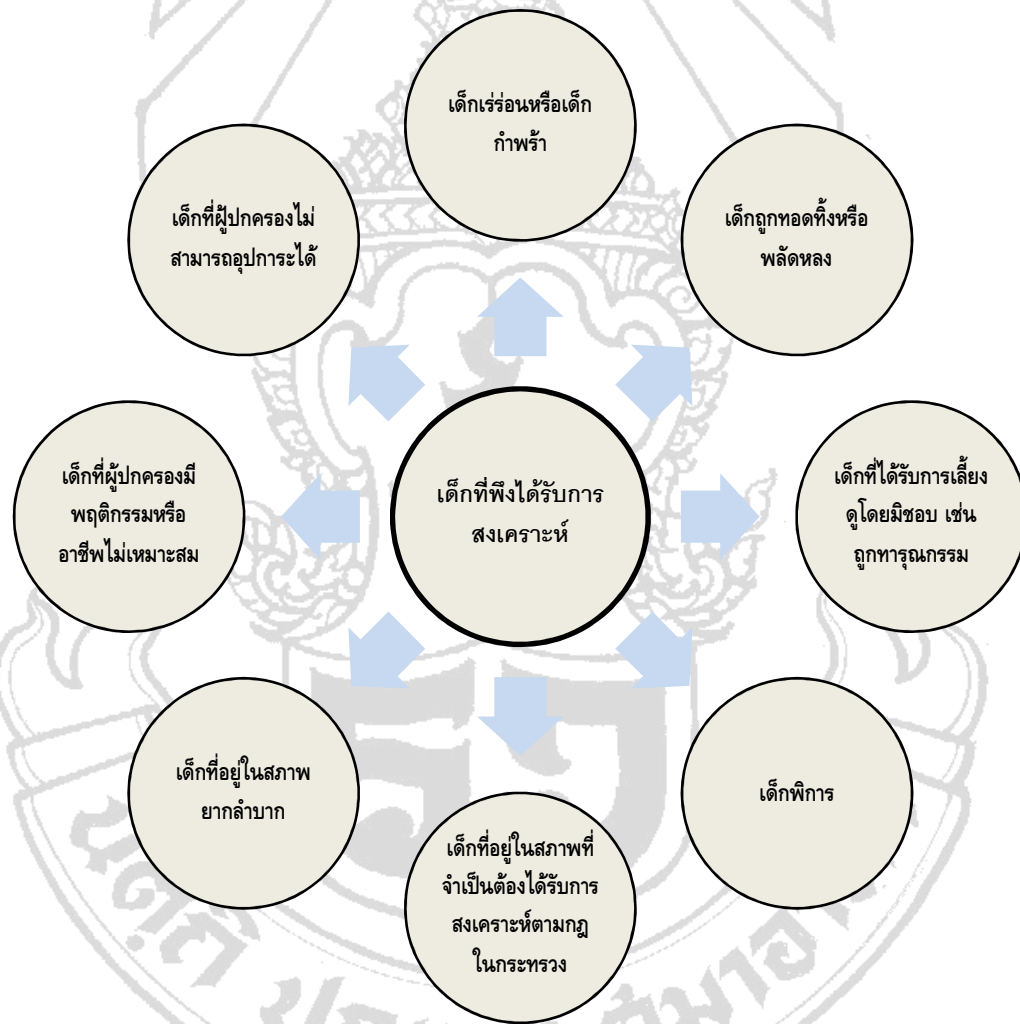 เด็กเร่ร่อนหรือเด็ก
กำพร้า
เด็กถูกทอดทิ้งหรือ
พลัดหลง
เด็กที่ได้รับการเลี้ยง
ดูโดยมิชอบ เช่น
ถูกทารุณกรรม
เด็กพิการ
เด็กที่อยู่ในสภาพที่
จำเป็นต้องได้รับการ
สงเคราะห์ตามกฎ
ในกระทรวง
เด็กที่อยู่ในสภาพ
ยากลำบาก
เด็กที่ผู้ปกครองมี
พฤติกรรมหรือ
อาชีพไม่เหมาะสม
เด็กที่ผู้ปกครองไม่
สามารถอุปการะได้
เด็กที่พึงได้รับการ
สงเคราะห์